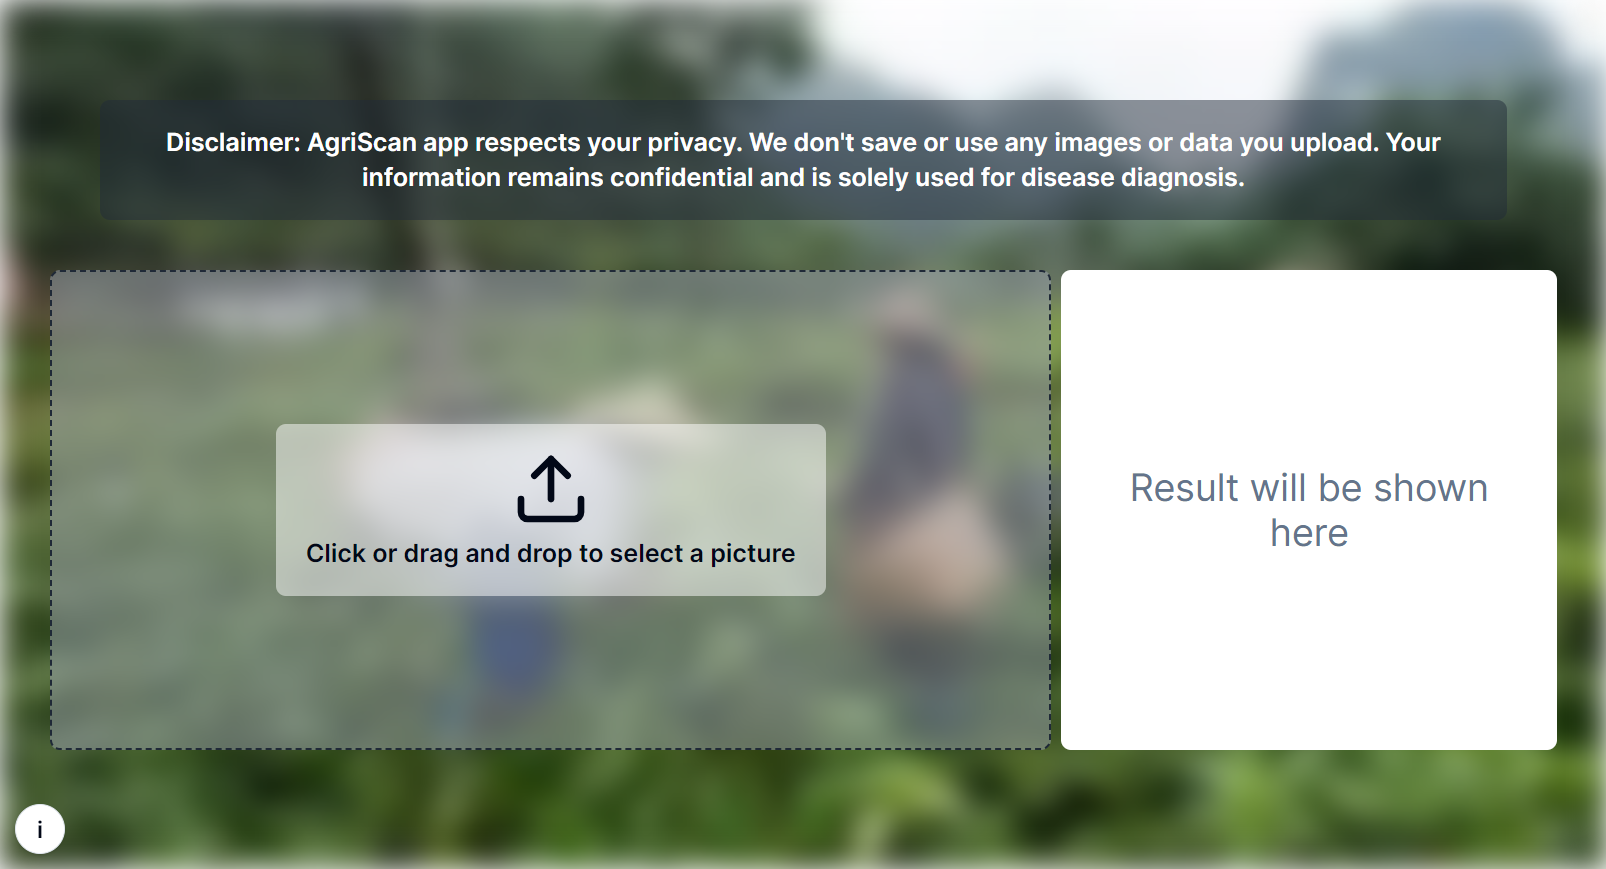 Disclaimer: AgriScan app respects your privacy. We don't save or use any images or data you upload. Your
information remains confidential and is solely used for disease diagnosis.
Click or drag and drop to select a picture
Result will be shown
here
i